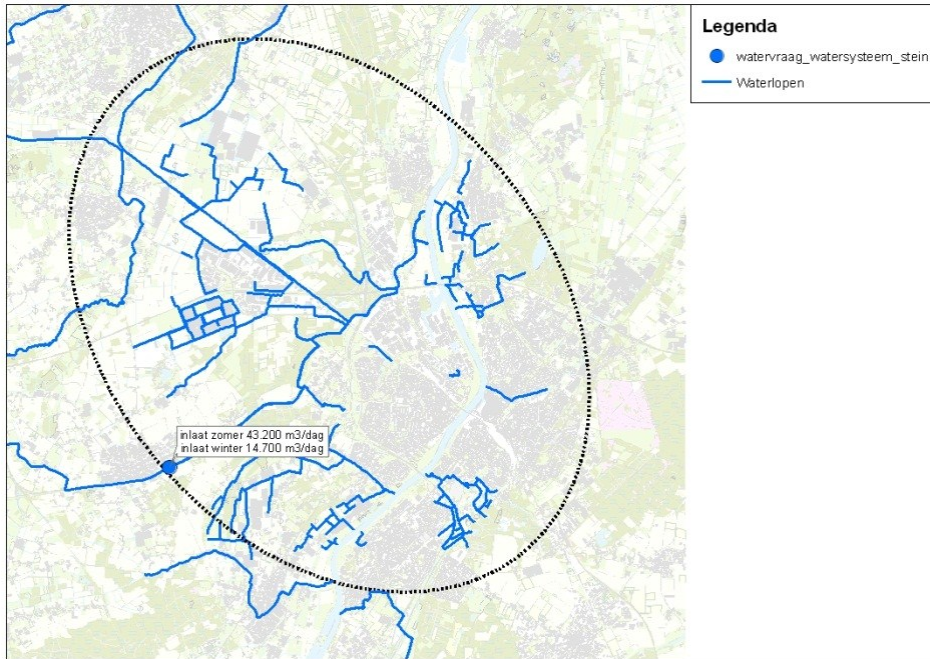 Legenda
watervraag_watersysteem_stein
Waterlopen
inlaat zomer 43.200 m3/dag
inlaat winter 14.700 m3/dag